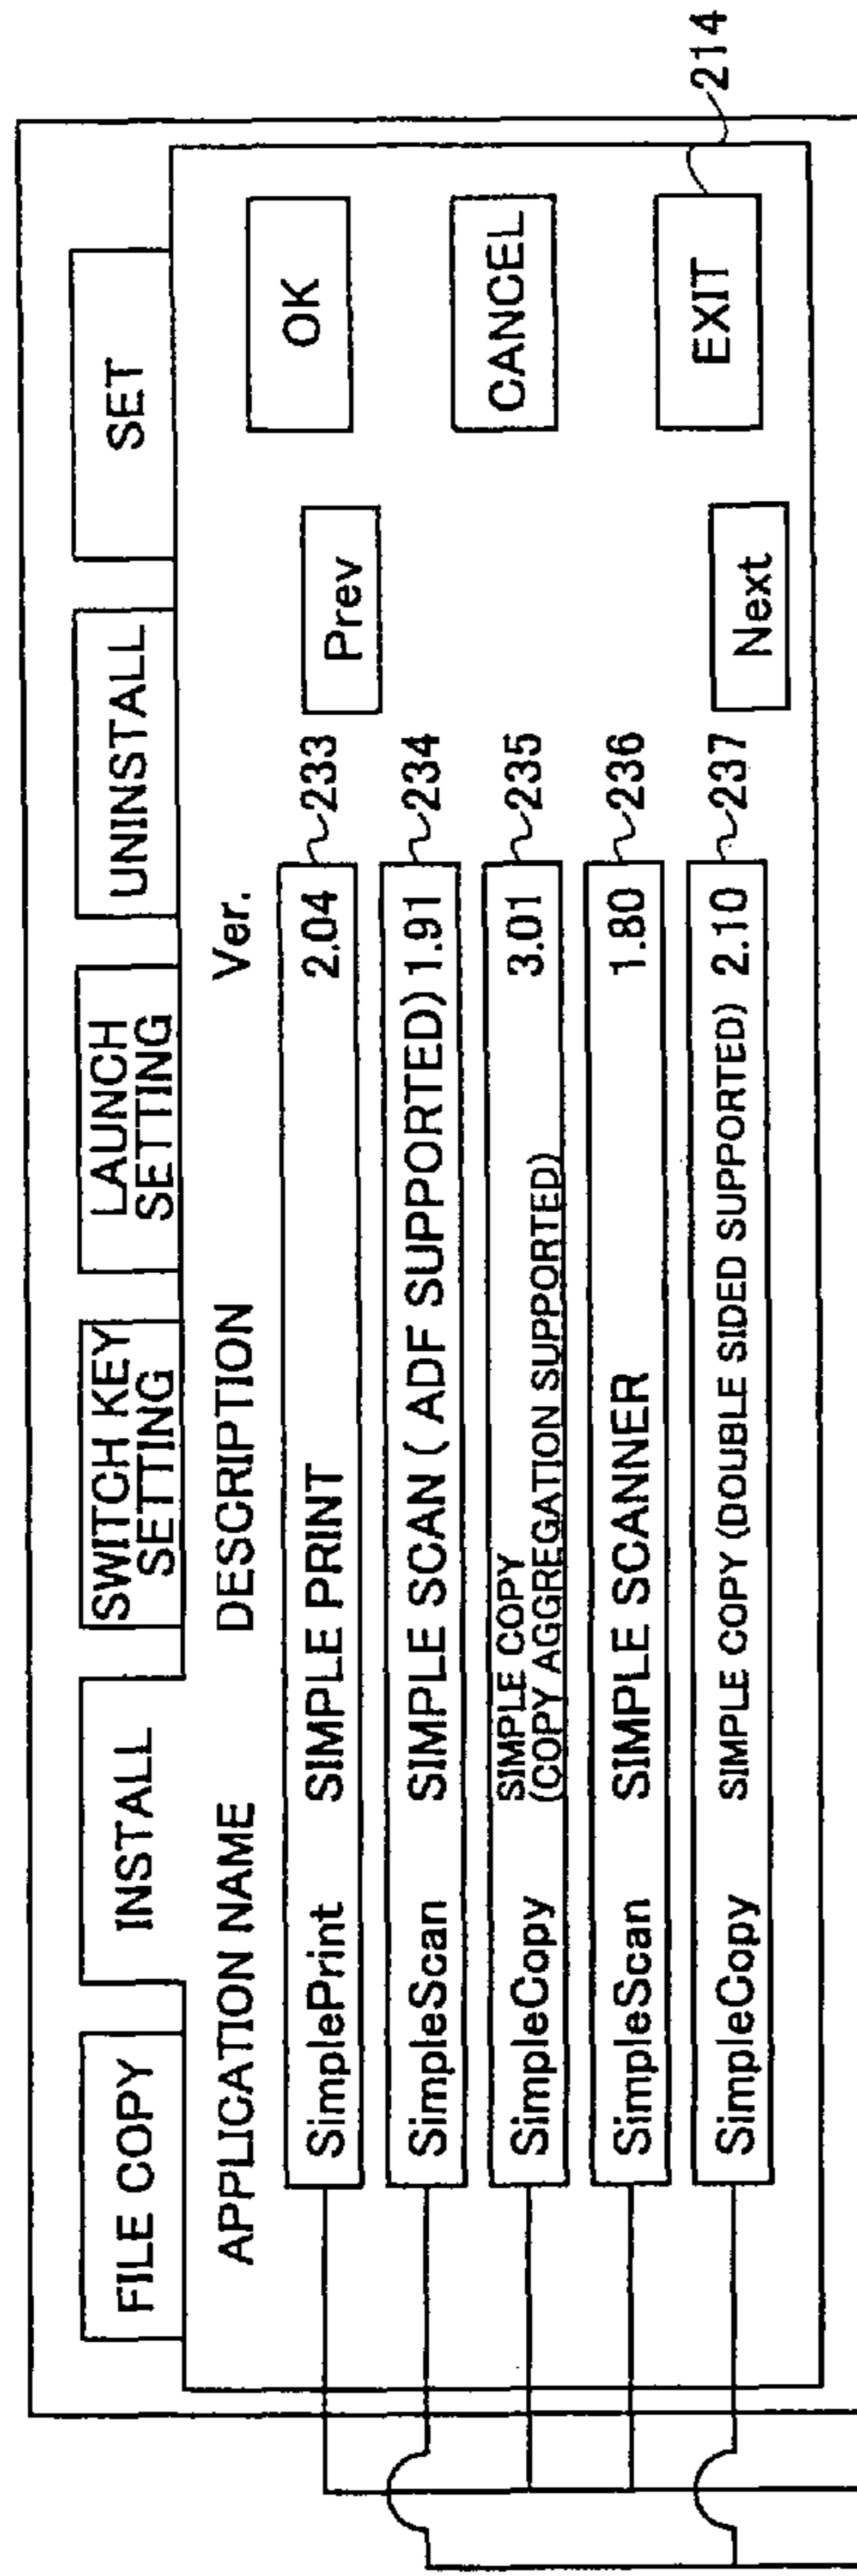 FILE COPY
INSTALL
SWITCH KEY
SETTING
LAUNCH
SETTING
UNINSTALL
SET
APPLICATION NAME DESCRIPTION Ver.
SimplePrint SIMPLE PRINT 2.04 233
SimpleScan SIMPLE SCAN ( ADF SUPPORTED) 1.91 234
SimpleCopy SIMPLE COPY
(COPY AGGREGATION SUPPORTED) 3.01 235
SimpleScan SIMPLE SCANNER 1.80 236
SimpleCopy SIMPLE COPY (DOUBLE SIDED SUPPORTED) 2.10 237
Prev
Next
OK
CANCEL
EXIT
214